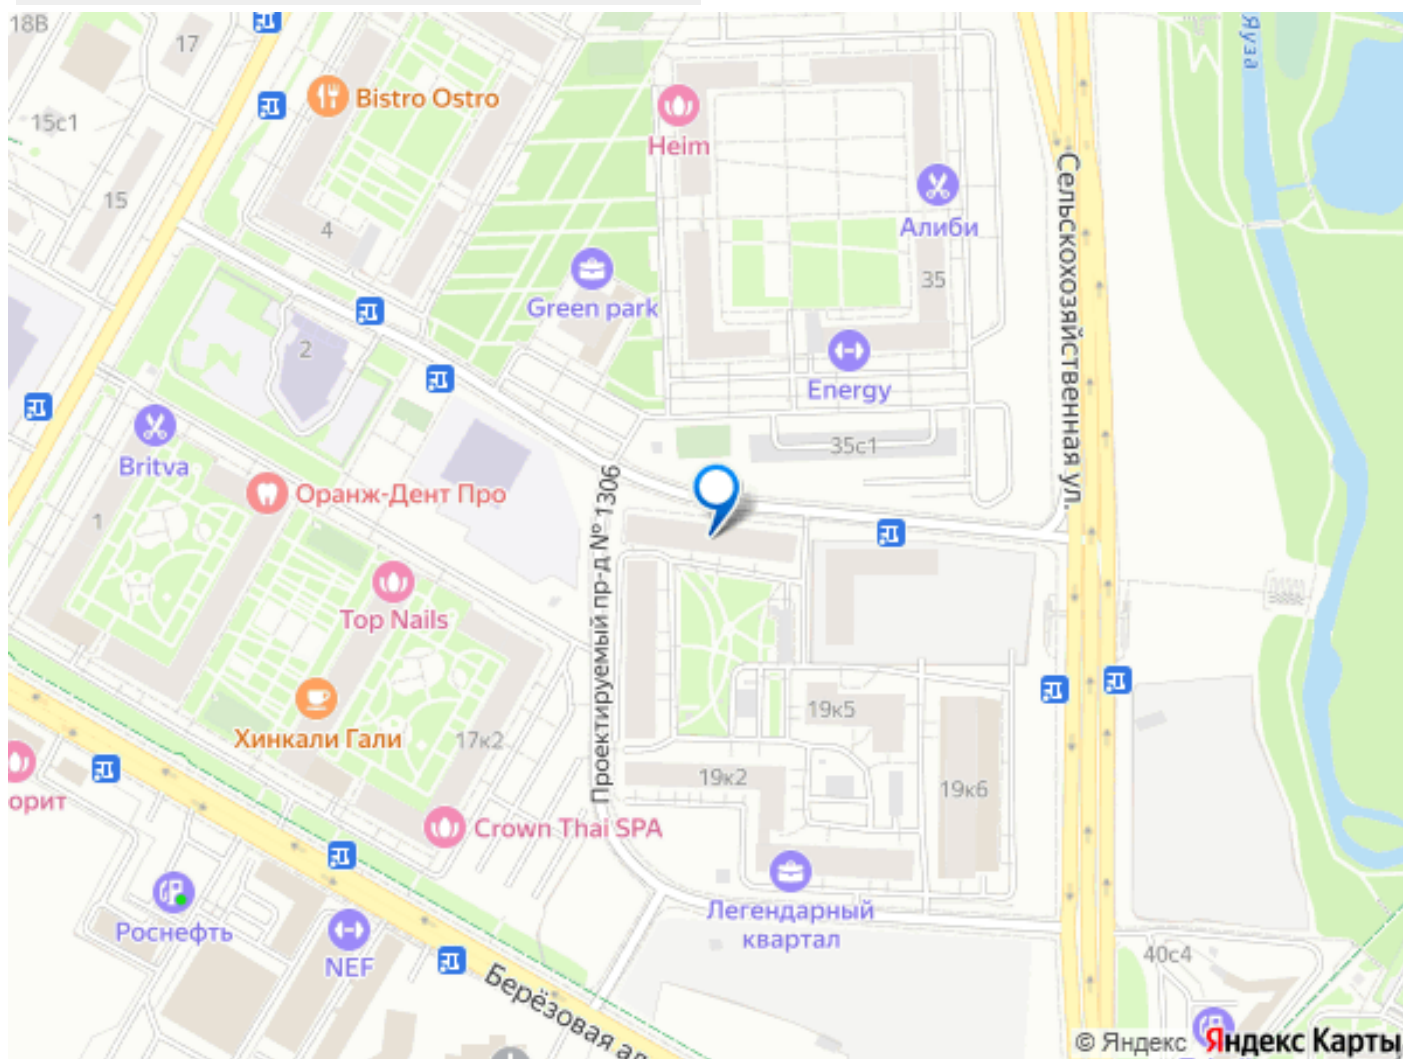 18В
17
Bistro Ostro
15с1
Heim
Яуза
15
4
Алиби
Сельскохозяйственная ул.
Green park
35
2
Energy
Britva
35с1
Оранж-Дент Про
1
Проектируемый пр-д № 1306
Top Nails
Хинкали Гали
17к2
19к5
19к2
19к6
орит
Crown Thai SPA
Роснефть
NEF
Легендарный
квартал
Берёзовая ал
40с4
© Яндекс Яндекс Карты